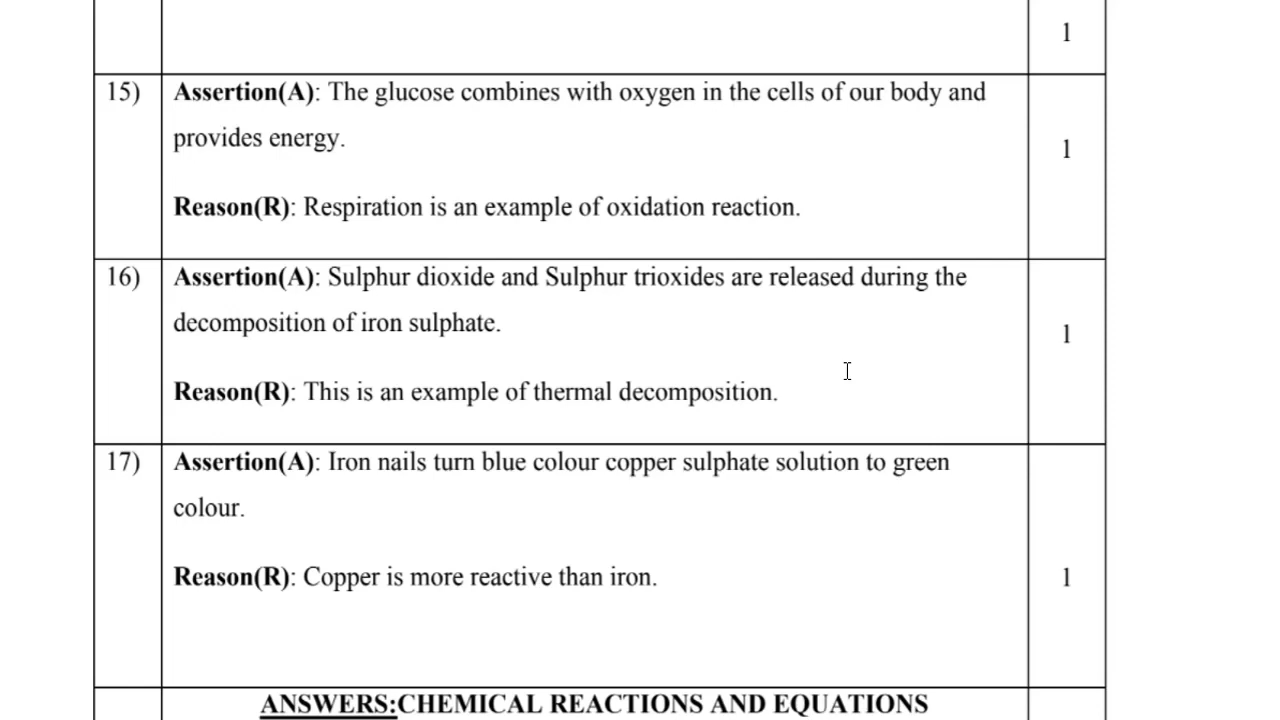 1
15) Assertion(A): The glucose combines with oxygen in the cells of our body and
provides energy.
1
Reason(R): Respiration is an example of oxidation reaction.
16) Assertion(A): Sulphur dioxide and Sulphur trioxides are released during the
decomposition of iron sulphate.
1
Reason(R): This is an example of thermal decomposition.
17) Assertion(A): Iron nails turn blue colour copper sulphate solution to green
colour.
Reason(R): Copper is more reactive than iron.
1
ANSWERS:CHEMICAL REACTIONS AND EQUATIONS